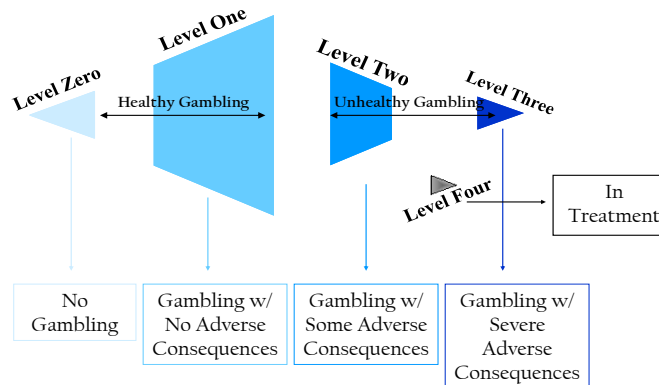 Level Zero
Level One
Level Two
Level Three
Healthy Gambling
Unhealthy Gambling
Level Four
In
Treatment
No
Gambling
Gambling w/
No Adverse
Consequences
Gambling w/
Some Adverse
Consequences
Gambling w/
Severe
Adverse
Consequences